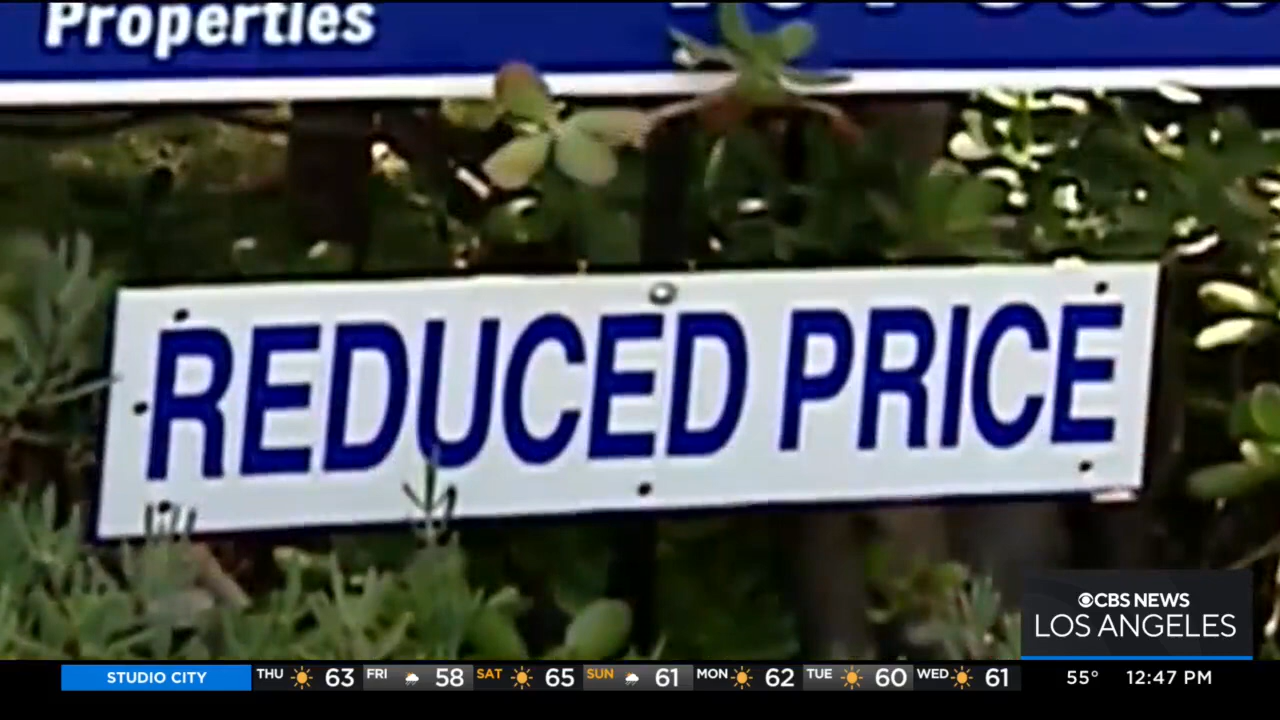 Properties
REDUCED PRICE
CBS NEWS
LOS ANGELES
STUDIO CITY THU 63 FRI 58 SAT 65 SUN 61 MON 62 TUE 60 WED 61 55° 12:47 PM